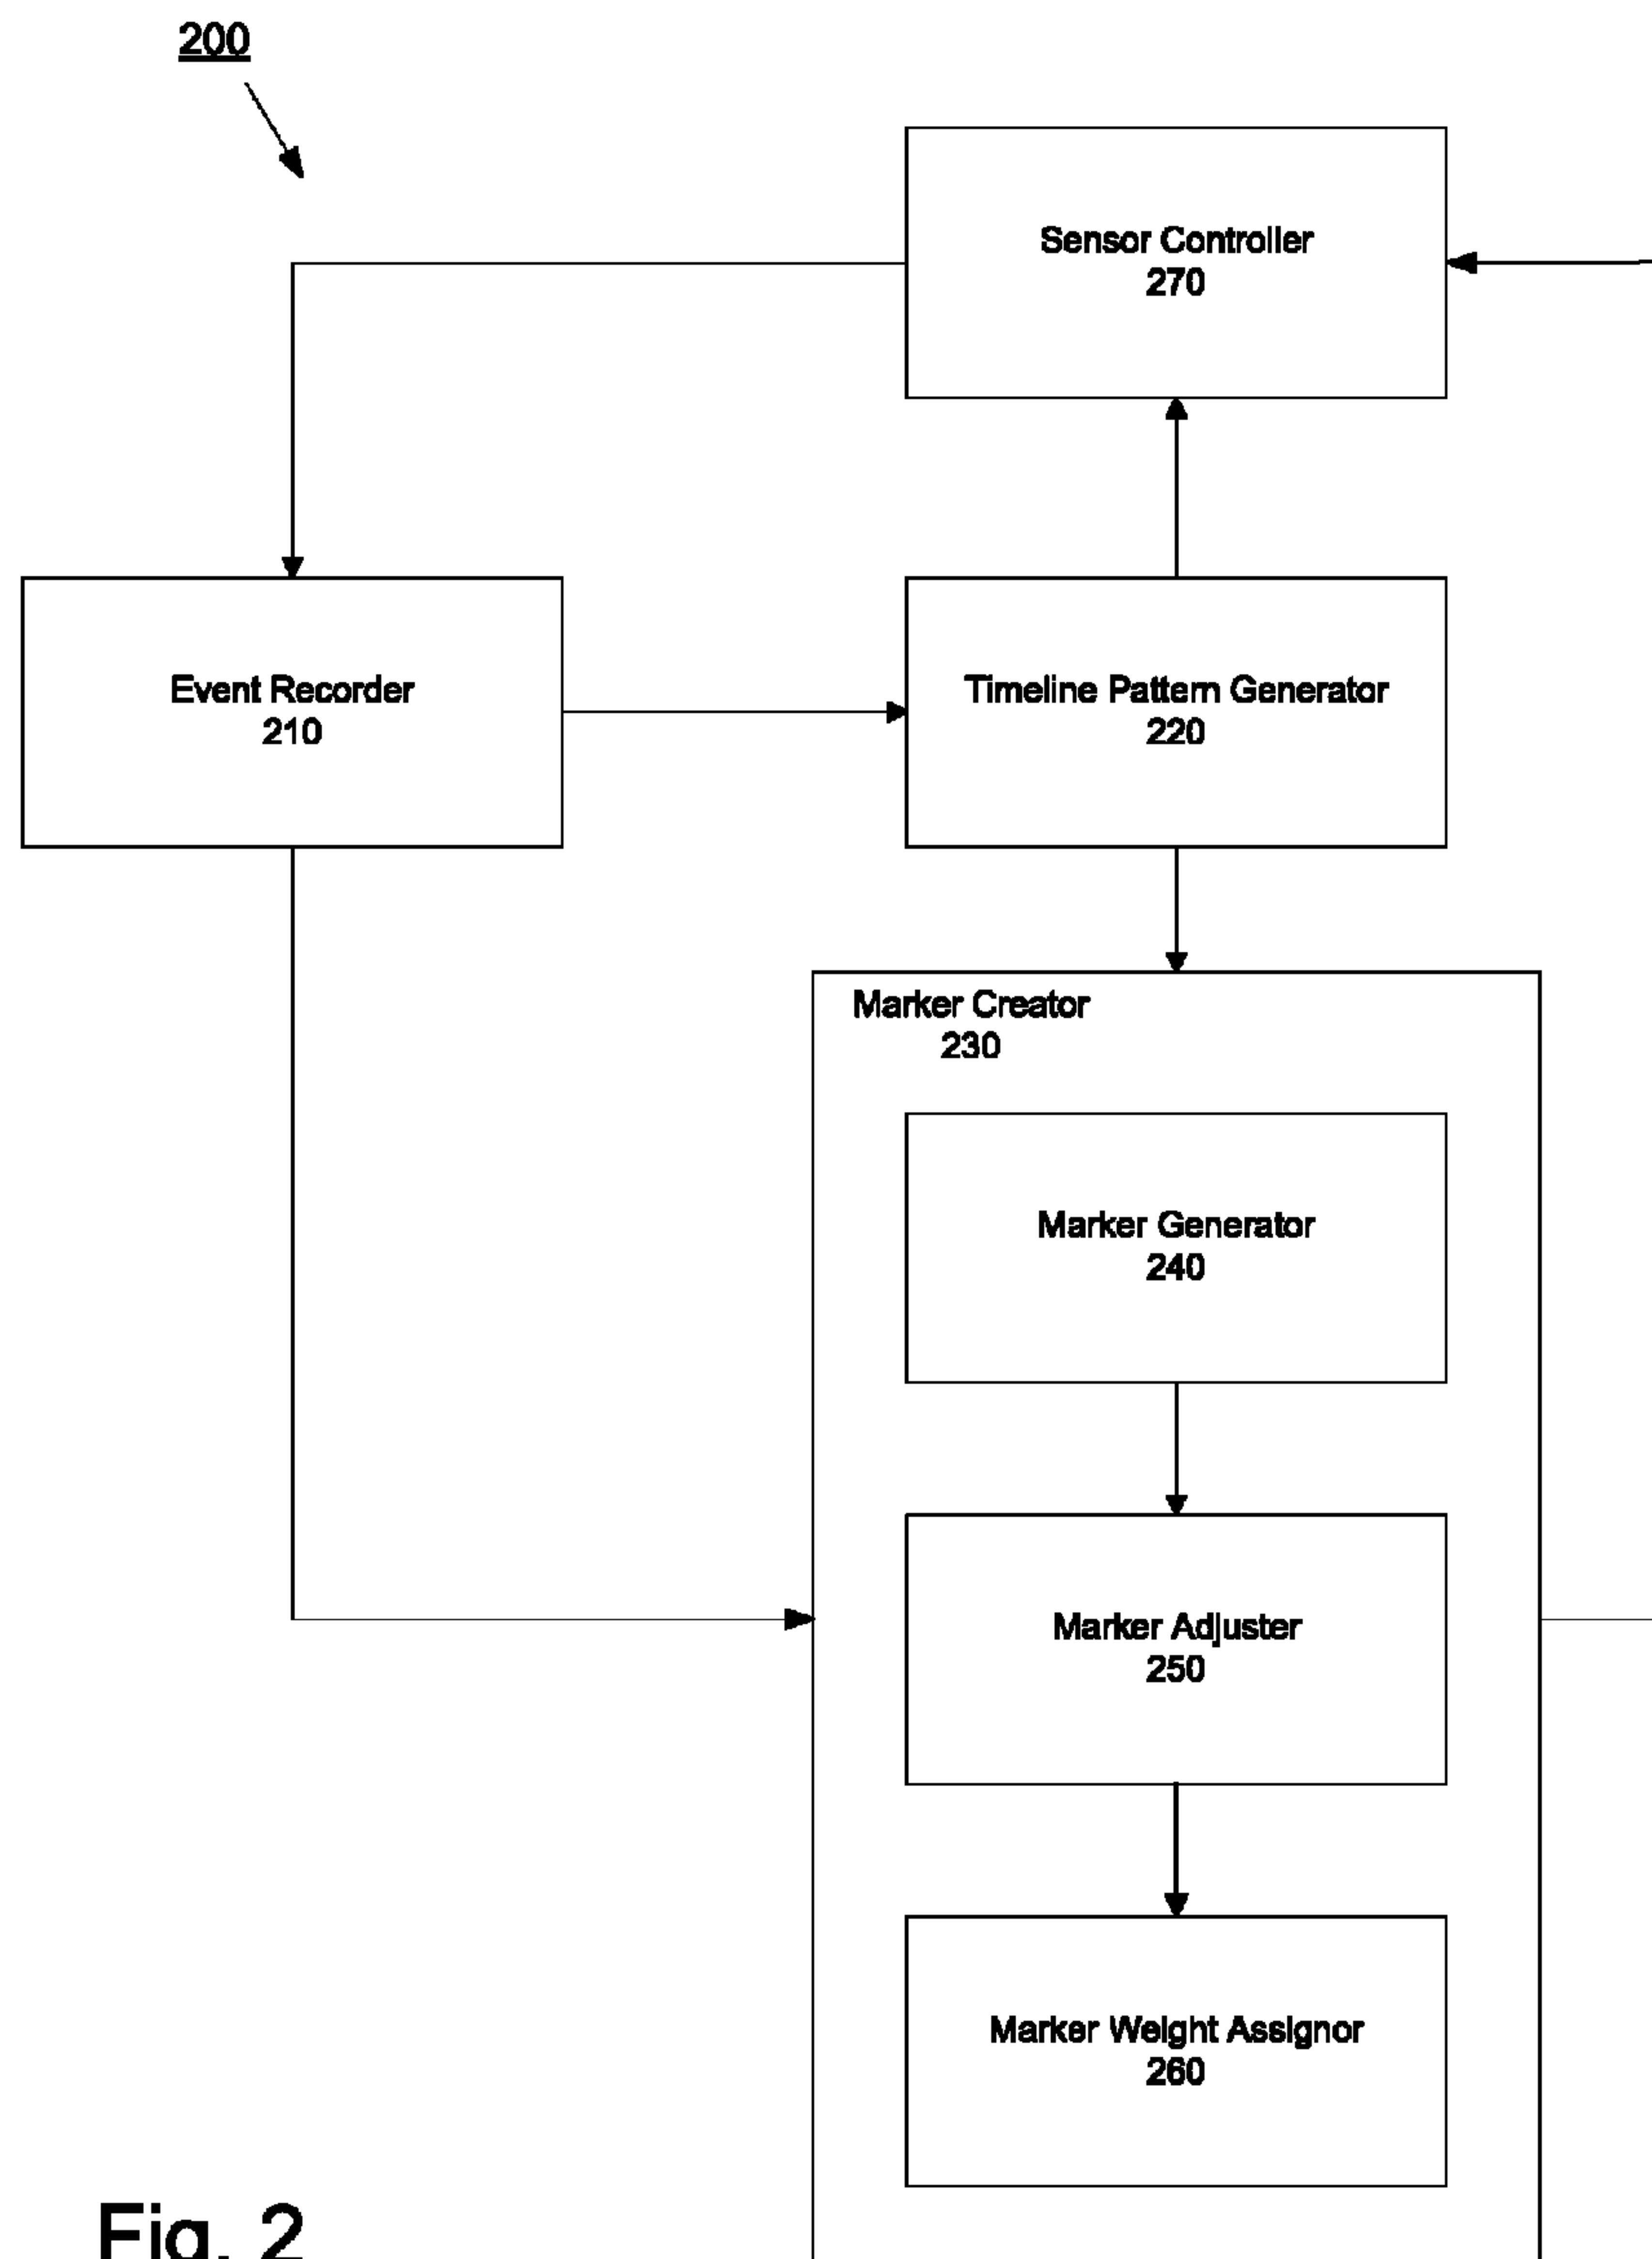 200
Sensor Controller
270
Event Recorder
210
Timeline Pattern Generator
220
Marker Creator
230
Marker Generator
240
Marker Adjuster
250
Marker Weight Assignor
260
Fig. 2